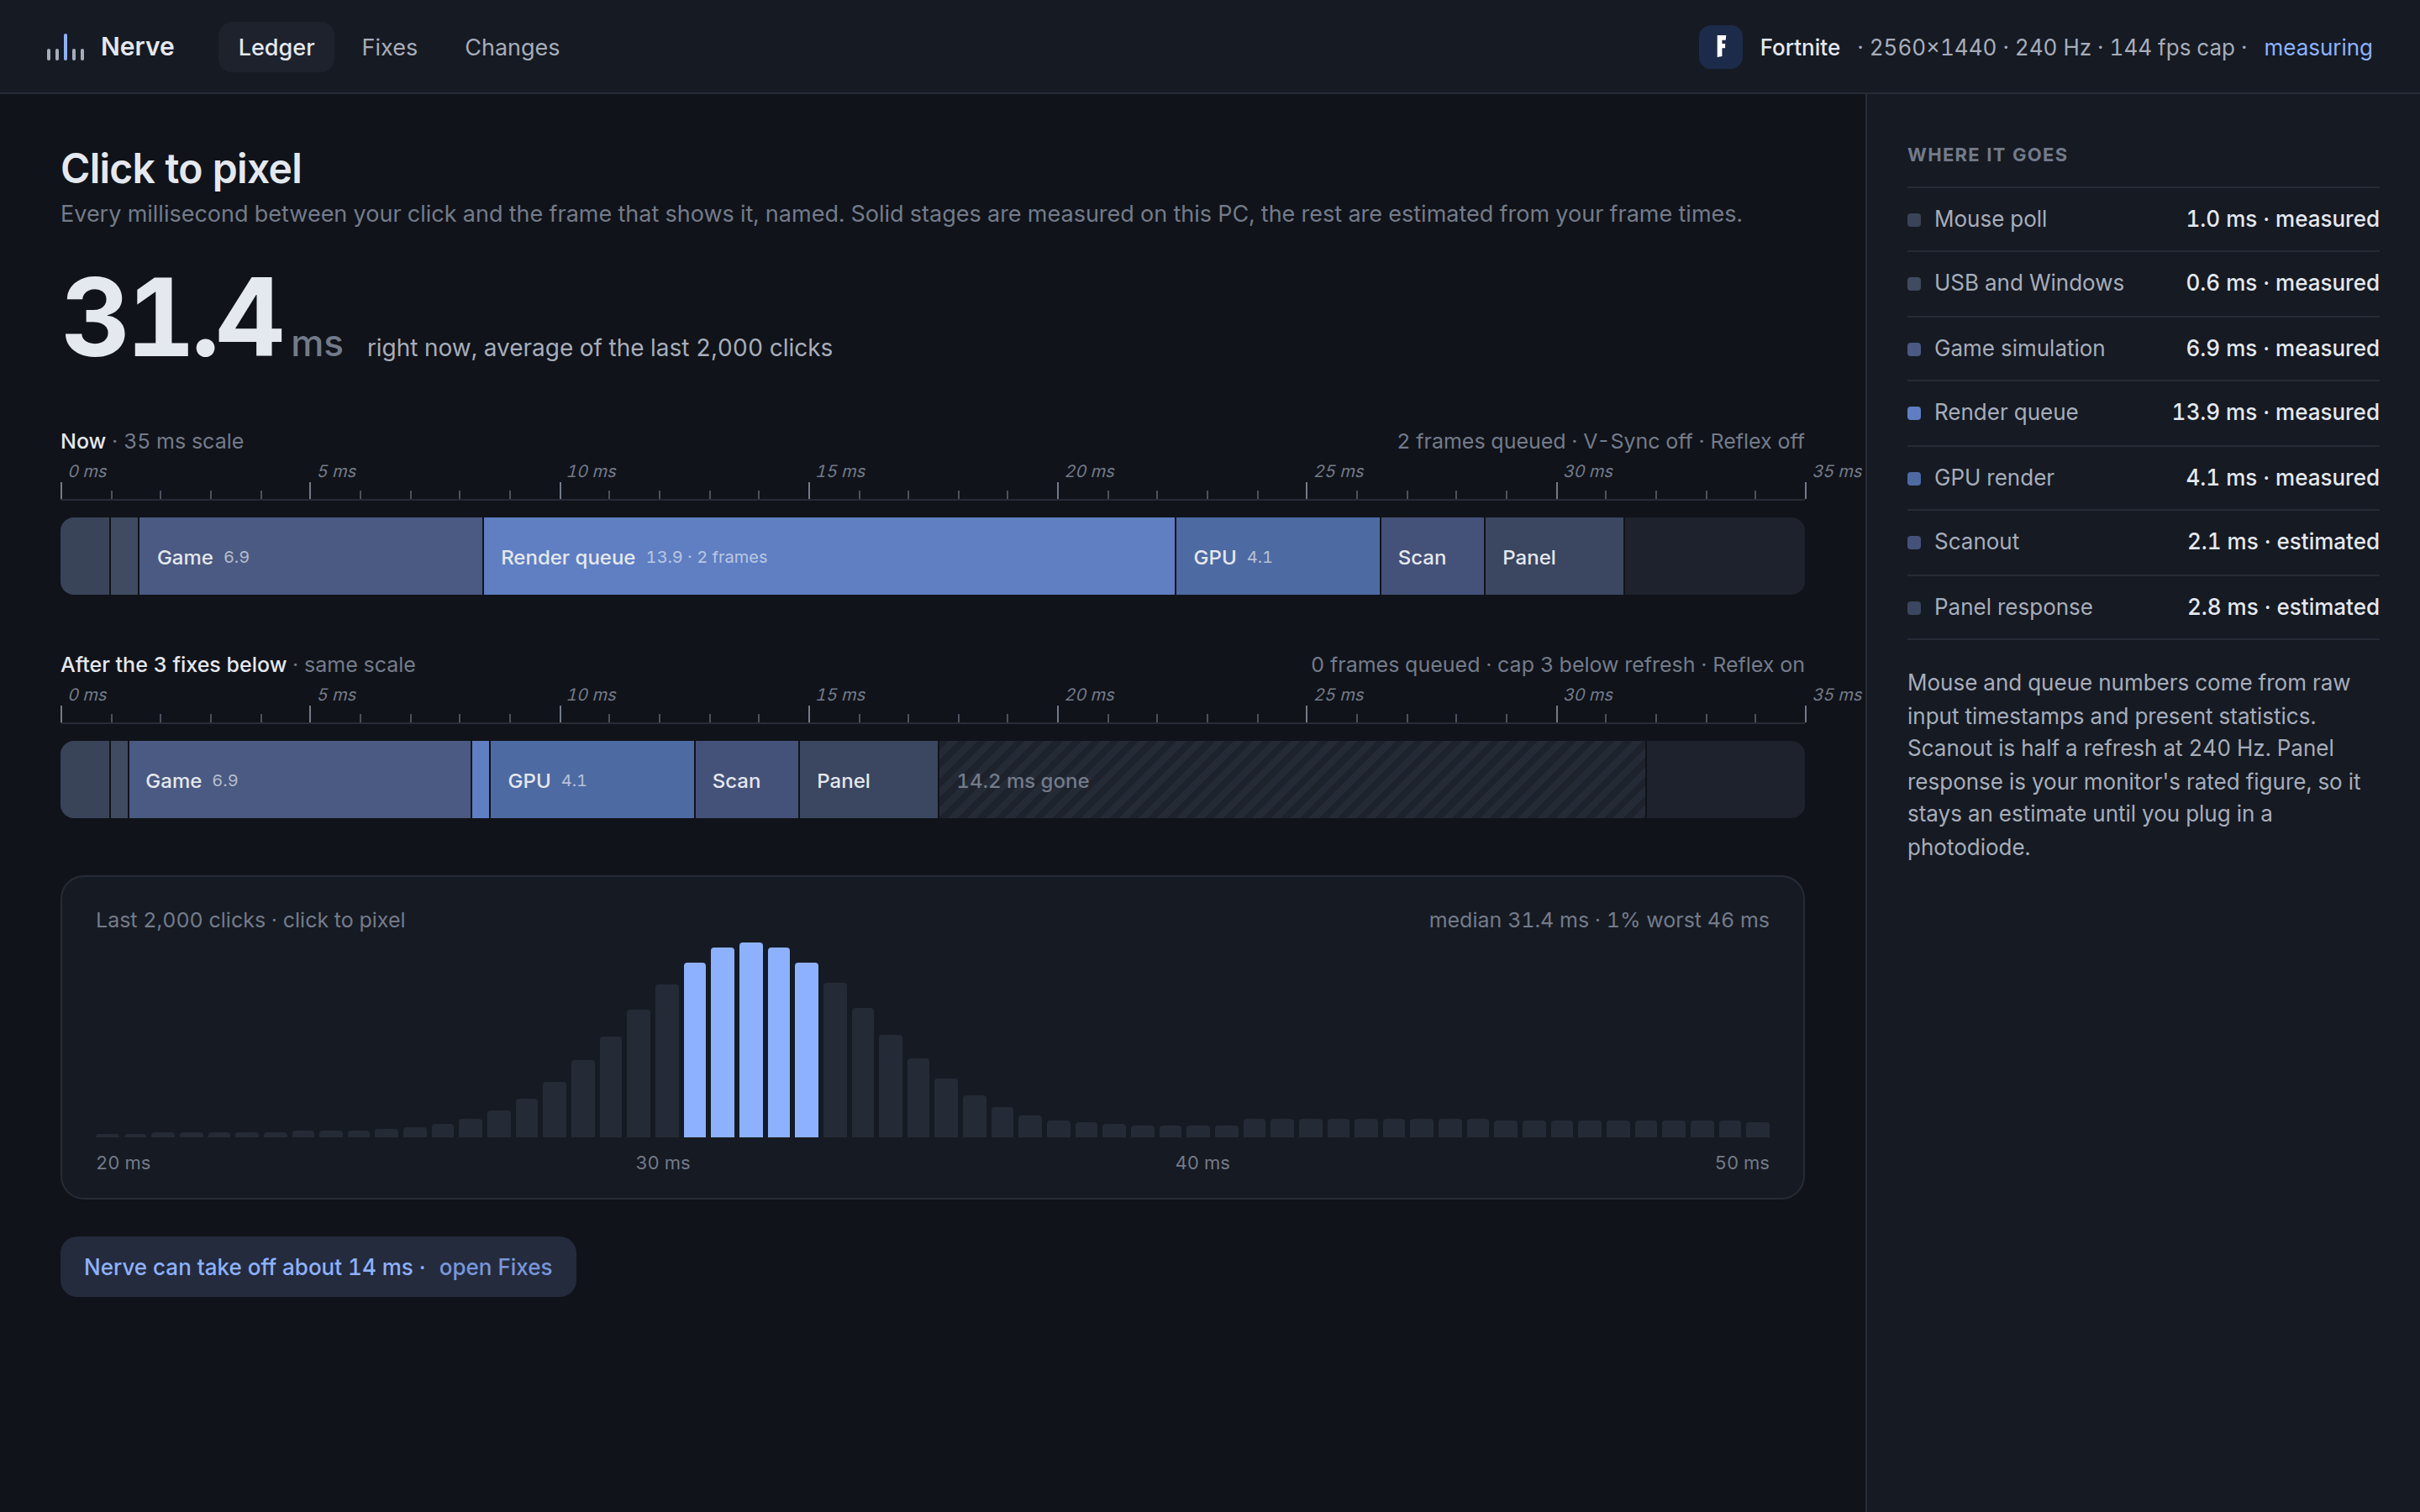 Nerve
Ledger
Fixes
Changes
Fortnite · 2560×1440 · 240 Hz · 144 fps cap · measuring
Click to pixel
Every millisecond between your click and the frame that shows it, named. Solid stages are measured on this PC, the rest are estimated from your frame times.
31.4 ms right now, average of the last 2,000 clicks
Now · 35 ms scale
2 frames queued · V-Sync off · Reflex off
0 ms 5 ms 10 ms 15 ms 20 ms 25 ms 30 ms 35 ms
Game 6.9 Render queue 13.9 · 2 frames GPU 4.1 Scan Panel
After the 3 fixes below · same scale
0 frames queued · cap 3 below refresh · Reflex on
0 ms 5 ms 10 ms 15 ms 20 ms 25 ms 30 ms 35 ms
Game 6.9 GPU 4.1 Scan Panel 14.2 ms gone
Last 2,000 clicks · click to pixel
median 31.4 ms · 1% worst 46 ms
20 ms 30 ms 40 ms 50 ms
Nerve can take off about 14 ms · open Fixes
WHERE IT GOES
Mouse poll 1.0 ms · measured
USB and Windows 0.6 ms · measured
Game simulation 6.9 ms · measured
Render queue 13.9 ms · measured
GPU render 4.1 ms · measured
Scanout 2.1 ms · estimated
Panel response 2.8 ms · estimated
Mouse and queue numbers come from raw
input timestamps and present statistics.
Scanout is half a refresh at 240 Hz. Panel
response is your monitor's rated figure, so it
stays an estimate until you plug in a
photodiode.